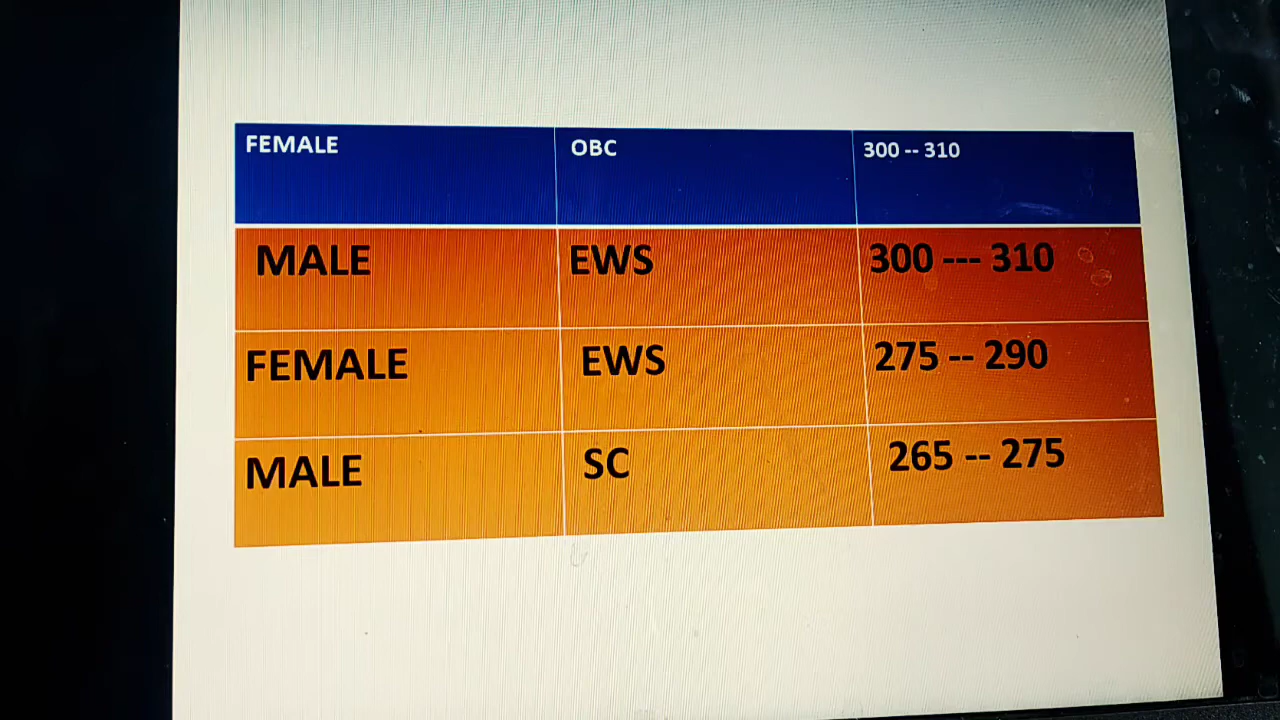 FEMALE OBC 300 -- 310
MALE EWS 300 --- 310
FEMALE EWS 275 -- 290
MALE SC 265 -- 275